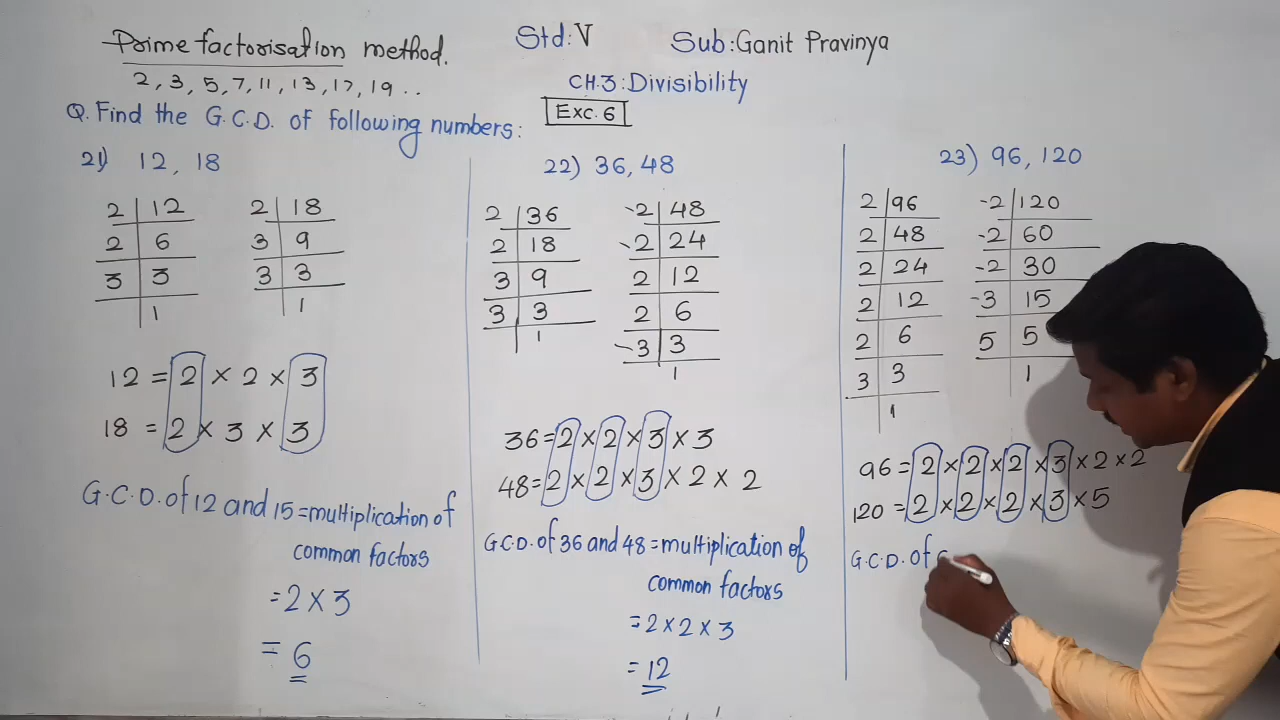 Prime factorisation method.
2, 3, 5, 7, 11, 13, 17, 19 ..
Std: V
Sub: Ganit Pravinya
CH.3: Divisibility
Exc. 6
Q. Find the G.C.D. of following numbers:
21) 12, 18
2 | 12
2 | 6
3 | 3
1
2 | 18
3 | 9
3 | 3
1
12 = 2 × 2 × 3
18 = 2 × 3 × 3
G.C.D. of 12 and 15 = multiplication of
common factors
= 2 × 3
= 6
22) 36, 48
2 | 36
2 | 18
3 | 9
3 | 3
1
2 | 48
2 | 24
2 | 12
2 | 6
3 | 3
1
36 = 2 × 2 × 3 × 3
48 = 2 × 2 × 3 × 2 × 2
G.C.D. of 36 and 48 = multiplication of
common factors
= 2 × 2 × 3
= 12
23) 96, 120
2 | 96
2 | 48
2 | 24
2 | 12
2 | 6
3 | 3
1
2 | 120
2 | 60
2 | 30
3 | 15
5 | 5
1
96 = 2 × 2 × 2 × 3 × 2 × 2
120 = 2 × 2 × 2 × 3 × 5
G.C.D. of